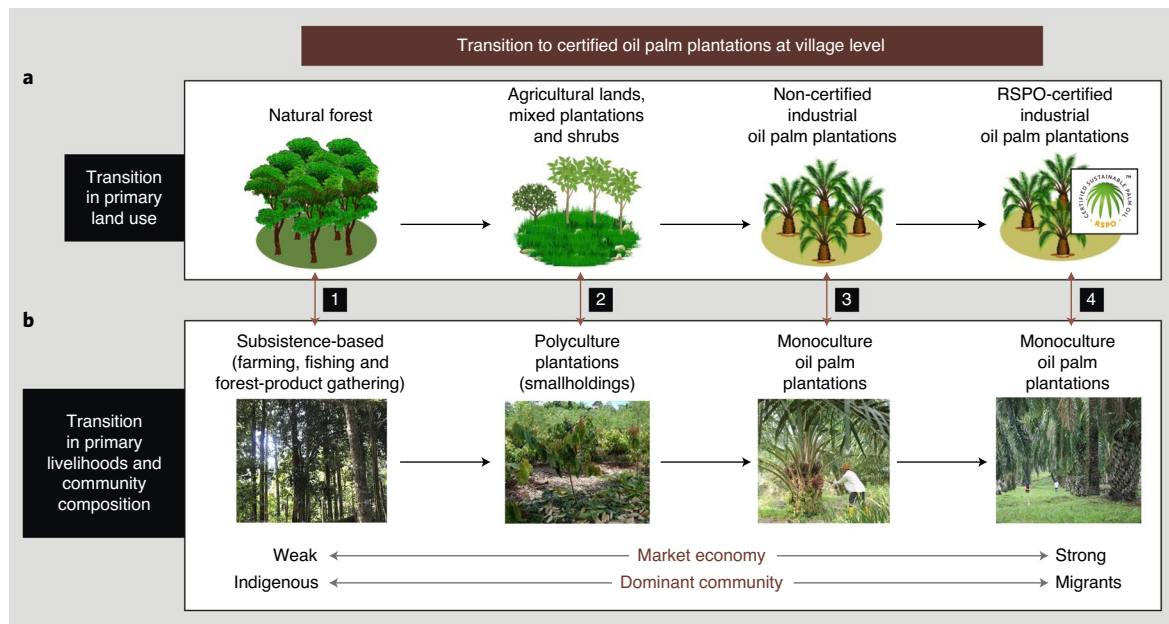 Transition to certified oil palm plantations at village level
a
Transition
in primary
land use
Natural forest
Agricultural lands,
mixed plantations
and shrubs
Non-certified
industrial
oil palm plantations
RSPO-certified
industrial
oil palm plantations
CERTIFIED SUSTAINABLE PALM OIL
TM
RSPO
1
2
3
4
b
Transition
in primary
livelihoods and
community
composition
Subsistence-based
(farming, fishing and
forest-product gathering)
Polyculture
plantations
(smallholdings)
Monoculture
oil palm
plantations
Monoculture
oil palm
plantations
Weak
Market economy
Strong
Indigenous
Dominant community
Migrants